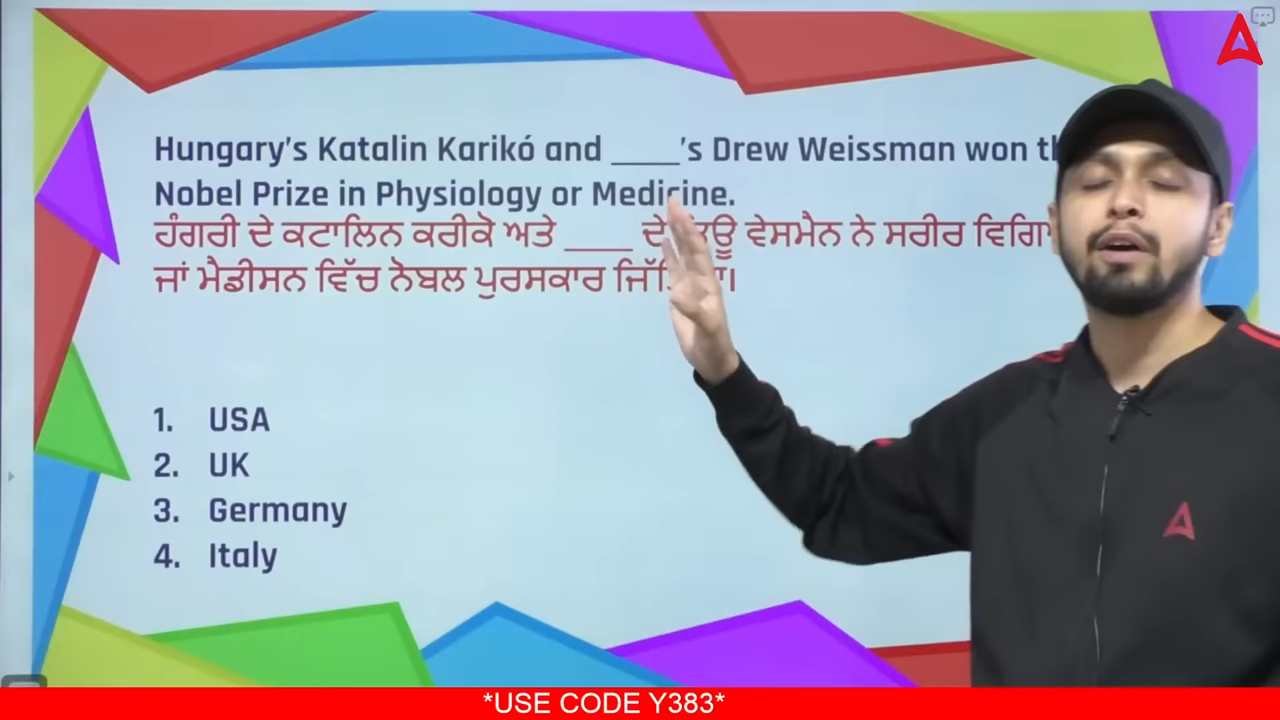 Hungary's Katalin Karikó and ____'s Drew Weissman won
Nobel Prize in Physiology or Medicine.
ਹੰਗਰੀ ਦੇ ਕਟਾਲਿਨ ਕਰੀਕੋ ਅਤੇ ____ ਦੇ ਵੇਸਮੈਨ ਨੇ ਸਰੀਰ
ਜਾਂ ਮੈਡੀਸਨ ਵਿੱਚ ਨੋਬਲ ਪੁਰਸਕਾਰ
1. USA
2. UK
3. Germany
4. Italy
*USE CODE Y383*